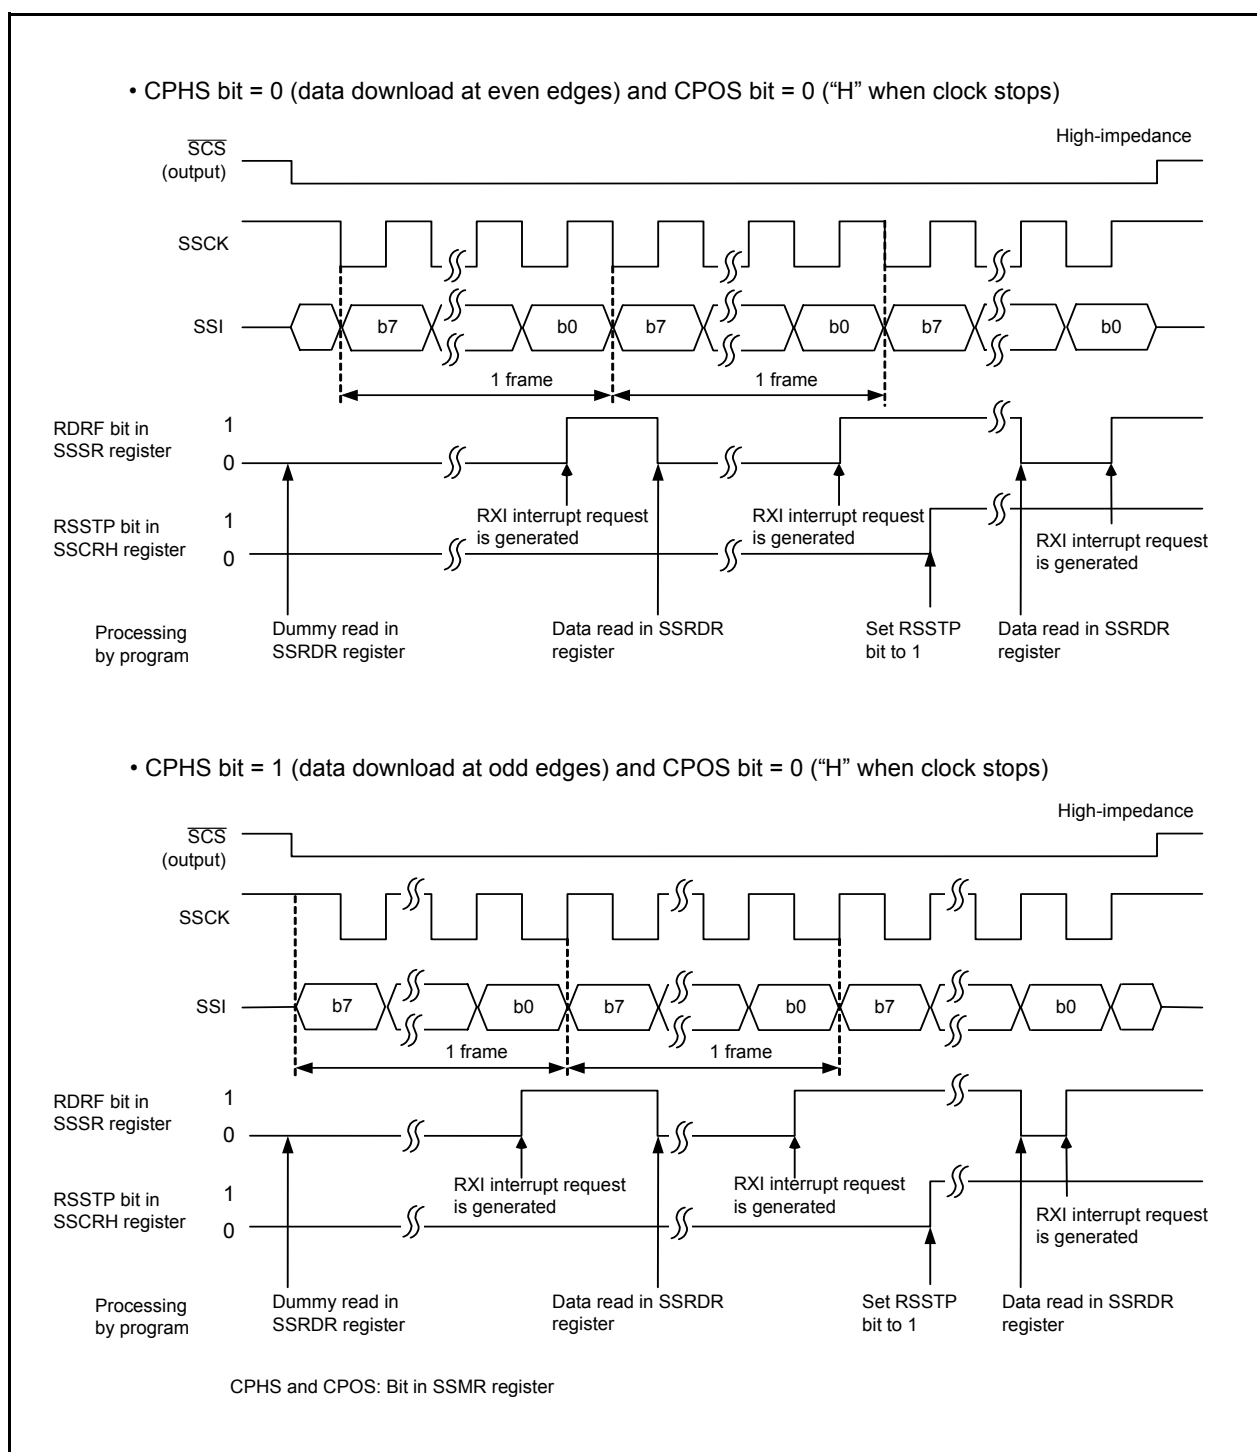 • CPHS bit = 0 (data download at even edges) and CPOS bit = 0 (“H” when clock stops)
High-impedance
SCS
(output)
SSCK
SSI
b7
b0
b7
b0
b7
b0
1 frame
1 frame
RDRF bit in
SSSR register
1
0
RXI interrupt request
is generated
RXI interrupt request
is generated
RXI interrupt request
is generated
RSSTP bit in
SSCRH register
1
0
Processing
by program
Dummy read in
SSRDR register
Data read in SSRDR
register
Set RSSTP
bit to 1
Data read in SSRDR
register
• CPHS bit = 1 (data download at odd edges) and CPOS bit = 0 (“H” when clock stops)
High-impedance
SCS
(output)
SSCK
SSI
b7
b0
b7
b0
b7
b0
1 frame
1 frame
RDRF bit in
SSSR register
1
0
RXI interrupt request
is generated
RXI interrupt request
is generated
RXI interrupt request
is generated
RSSTP bit in
SSCRH register
1
0
Processing
by program
Dummy read in
SSRDR register
Data read in SSRDR
register
Set RSSTP
bit to 1
Data read in SSRDR
register
CPHS and CPOS: Bit in SSMR register